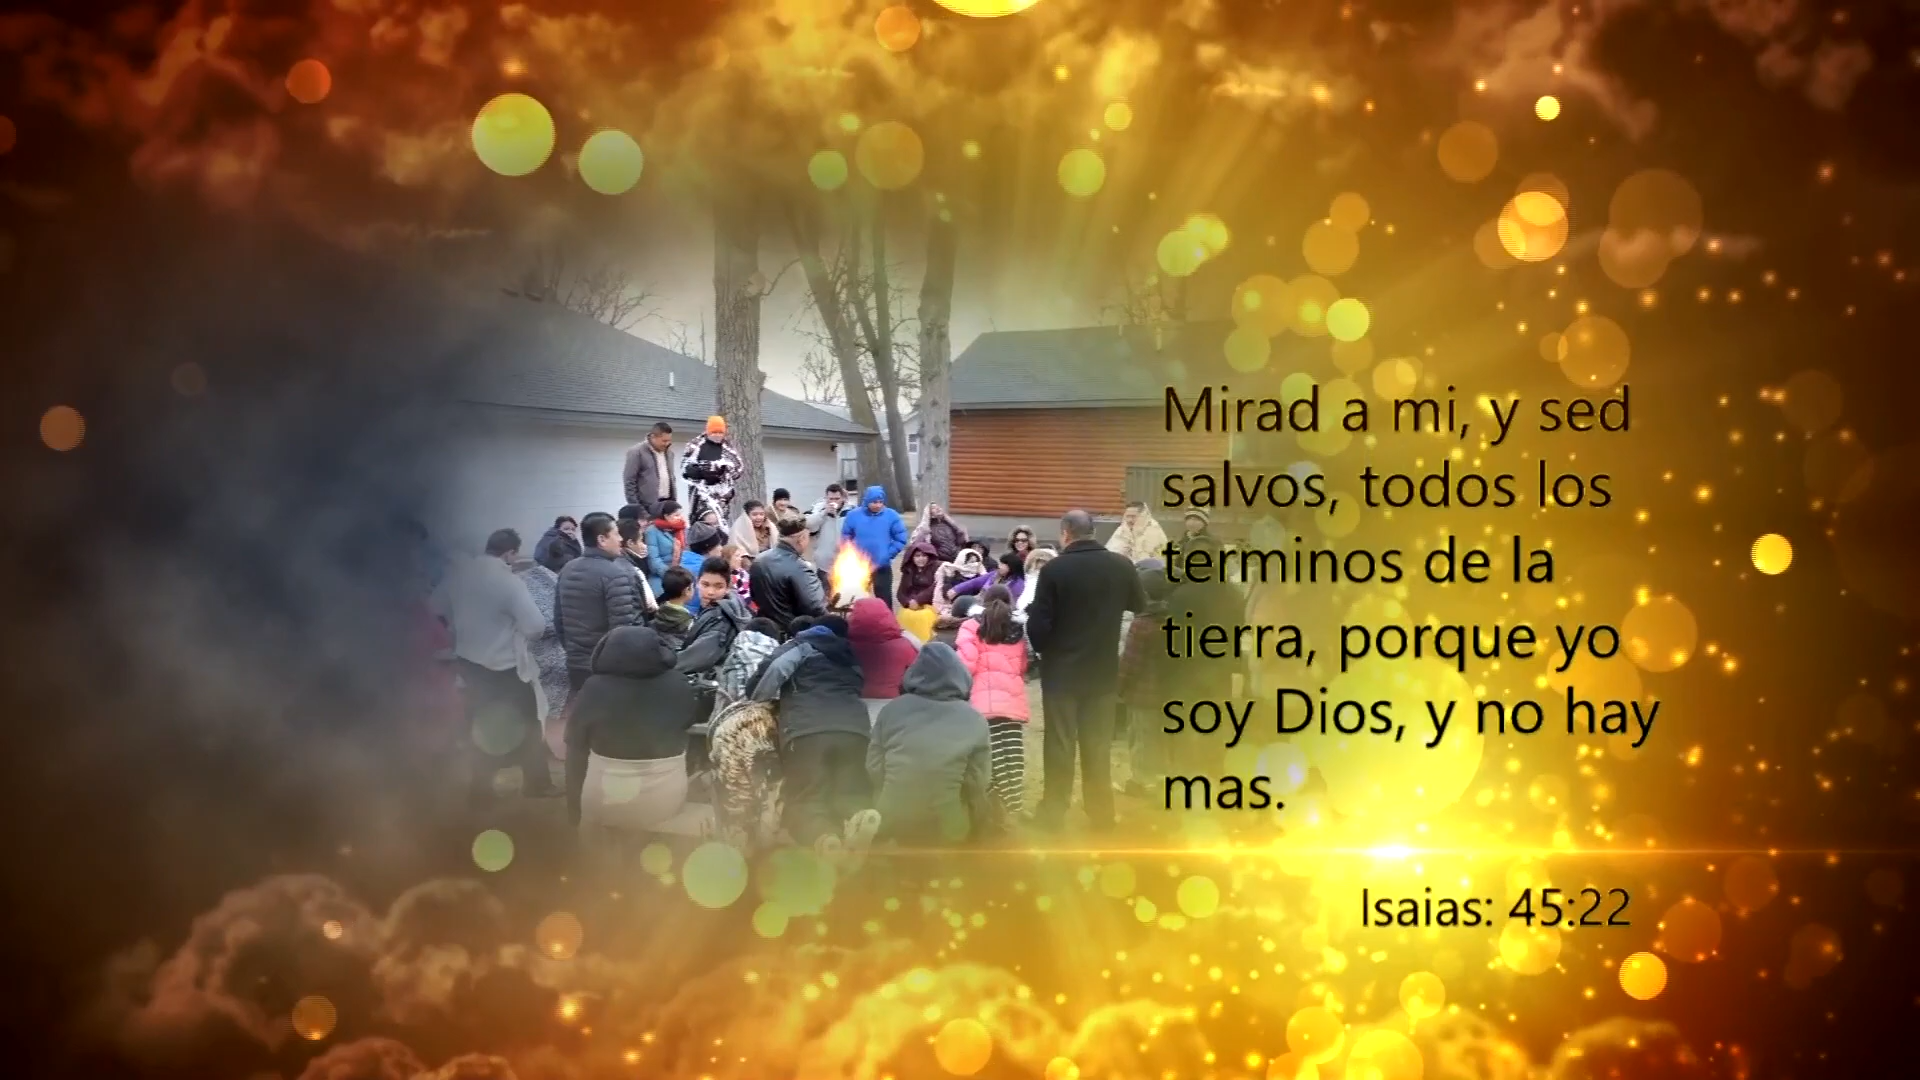 Mirad a mi, y sed
salvos, todos los
terminos de la
tierra, porque yo
soy Dios, y no hay
mas.
Isaias: 45:22